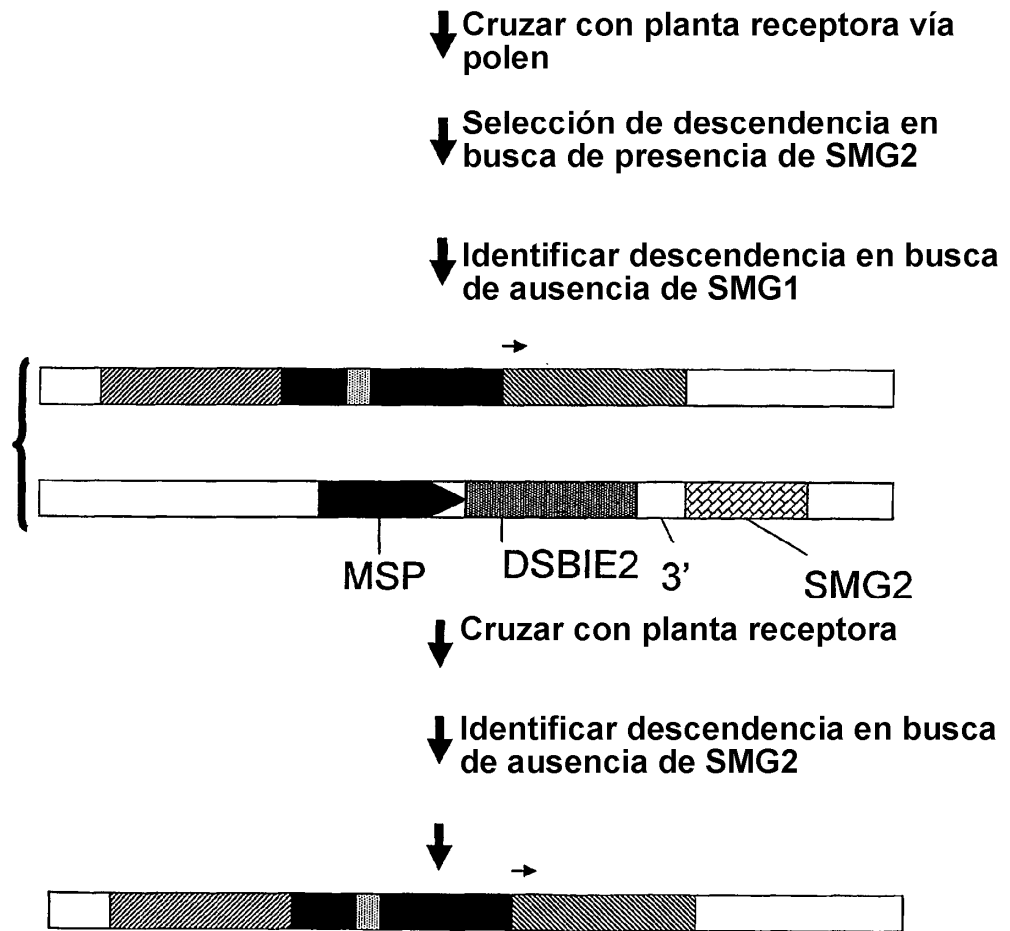 Cruzar con planta receptora vía
polen
Selección de descendencia en
busca de presencia de SMG2
Identificar descendencia en busca
de ausencia de SMG1
MSP
DSBIE2
3’
SMG2
Cruzar con planta receptora
Identificar descendencia en busca
de ausencia de SMG2